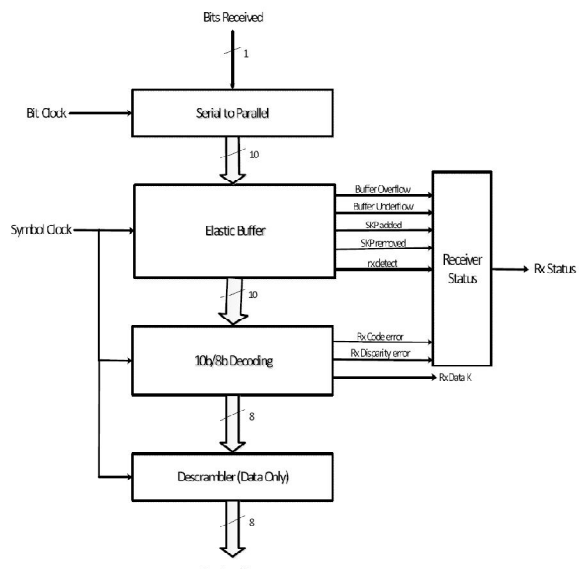 Bits Received
1
Bit Clock
Serial to Parallel
10
Buffer Overflow
Buffer Underflow
Symbol Clock
Elastic Buffer
SKP added
SKP removed
rx detect
Receiver
Status
Rx Status
10
Rx Code error
10b/8b Decoding
Rx Disparity error
Rx Data K
8
Descrambler (Data Only)
8